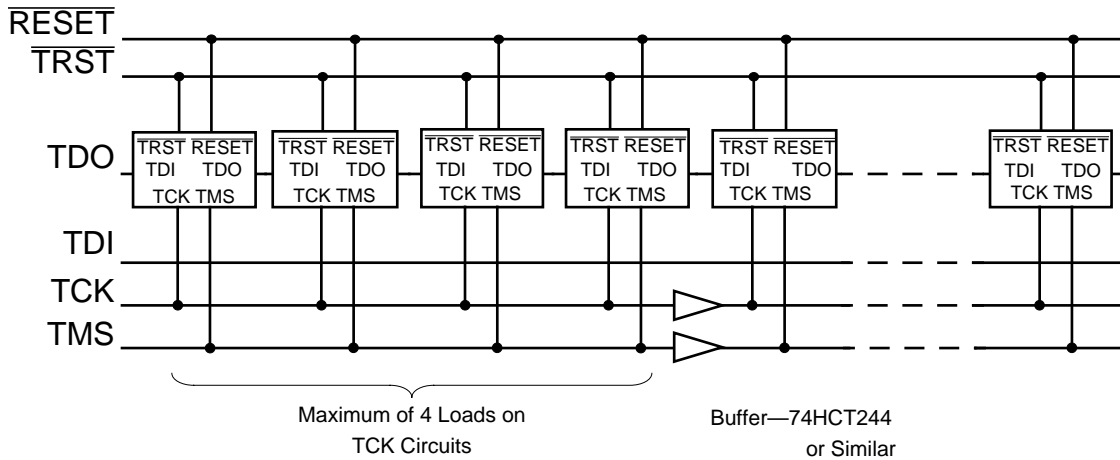 RESET
TRST
TRST RESET
TRST RESET
TRST RESET
TRST RESET
TRST RESET
TRST RESET
TDO
TDI TDO
TDI TDO
TDI TDO
TDI TDO
TDI TDO
TDI TDO
TCK TMS
TCK TMS
TCK TMS
TCK TMS
TCK TMS
TCK TMS
TDI
TCK
TMS
Maximum of 4 Loads on
TCK Circuits
Buffer—74HCT244
or Similar